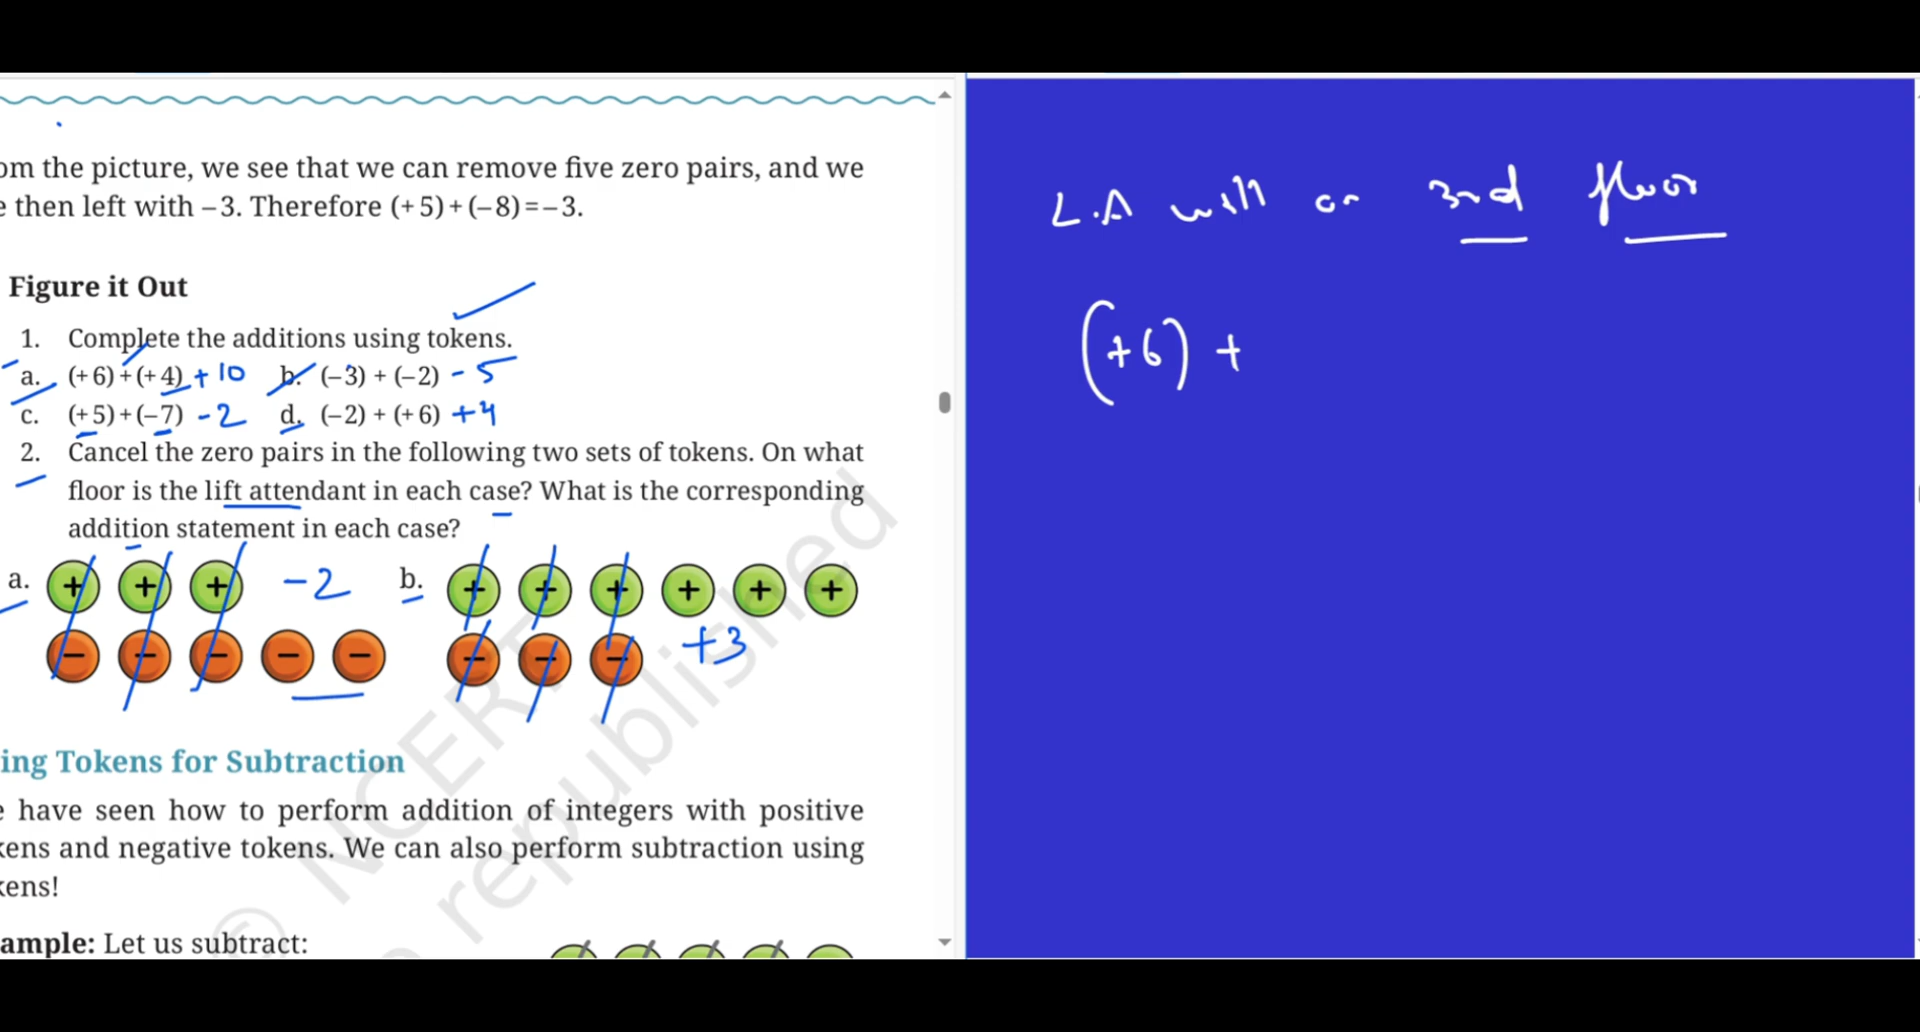 om the picture, we see that we can remove five zero pairs, and we
e then left with –3. Therefore (+5)+(–8)=–3.
Figure it Out
1. Complete the additions using tokens.
a. (+6)+(+4) +10 b. (–3) + (–2) -5
c. (+5)+(–7) -2 d. (–2) + (+6) +4
2. Cancel the zero pairs in the following two sets of tokens. On what
floor is the lift attendant in each case? What is the corresponding
addition statement in each case?
a. + + + -2 b. + + + + + +
– – – – – – – – +3
ing Tokens for Subtraction
e have seen how to perform addition of integers with positive
kens and negative tokens. We can also perform subtraction using
kens!
ample: Let us subtract:
© NCERT
republished
L.A will on 3rd floor
(+6) +